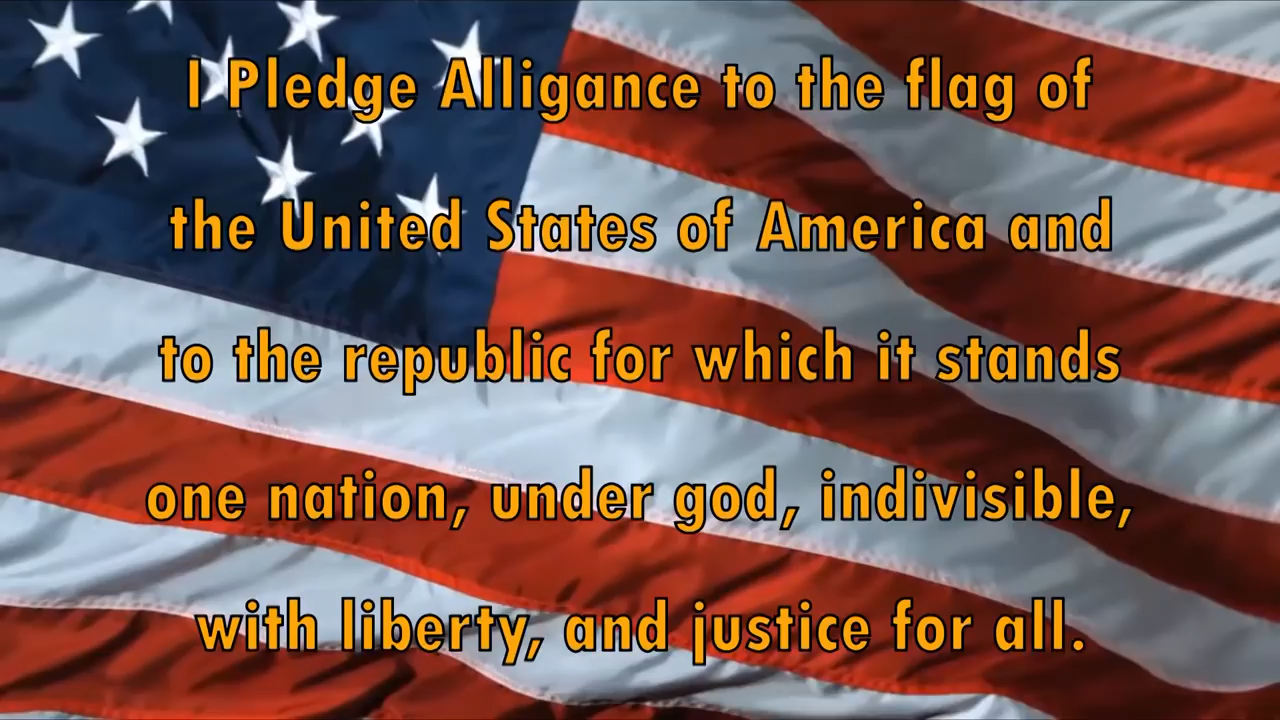 I Pledge Alligance to the flag of
the United States of America and
to the republic for which it stands
one nation, under god, indivisible,
with liberty, and justice for all.